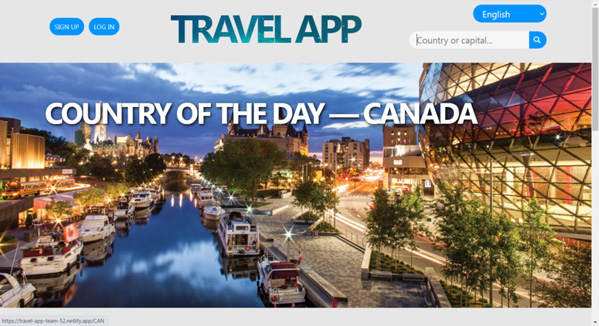 SIGN UP
LOG IN
TRAVEL APP
English
Country or capital...
COUNTRY OF THE DAY — CANADA
https://travel-app-team-52.netlify.app/CAN